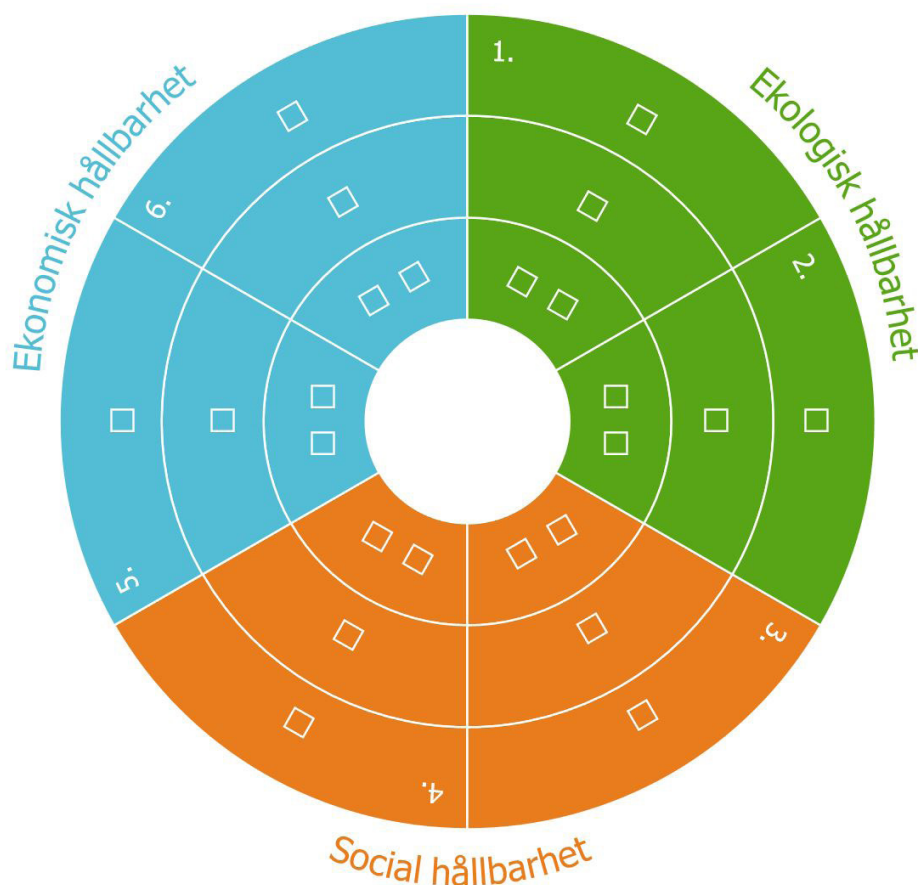 Ekologisk hållbarhet
1.
2.
Social hållbarhet
3.
4.
Ekonomisk hållbarhet
5.
6.